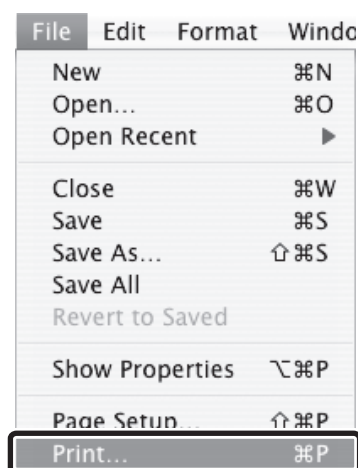 File Edit Format Windo
New ⌘N
Open... ⌘O
Open Recent ▶
Close ⌘W
Save ⌘S
Save As... ⇧⌘S
Save All
Revert to Saved
Show Properties ⌥⌘P
Page Setup... ⇧⌘P
Print... ⌘P